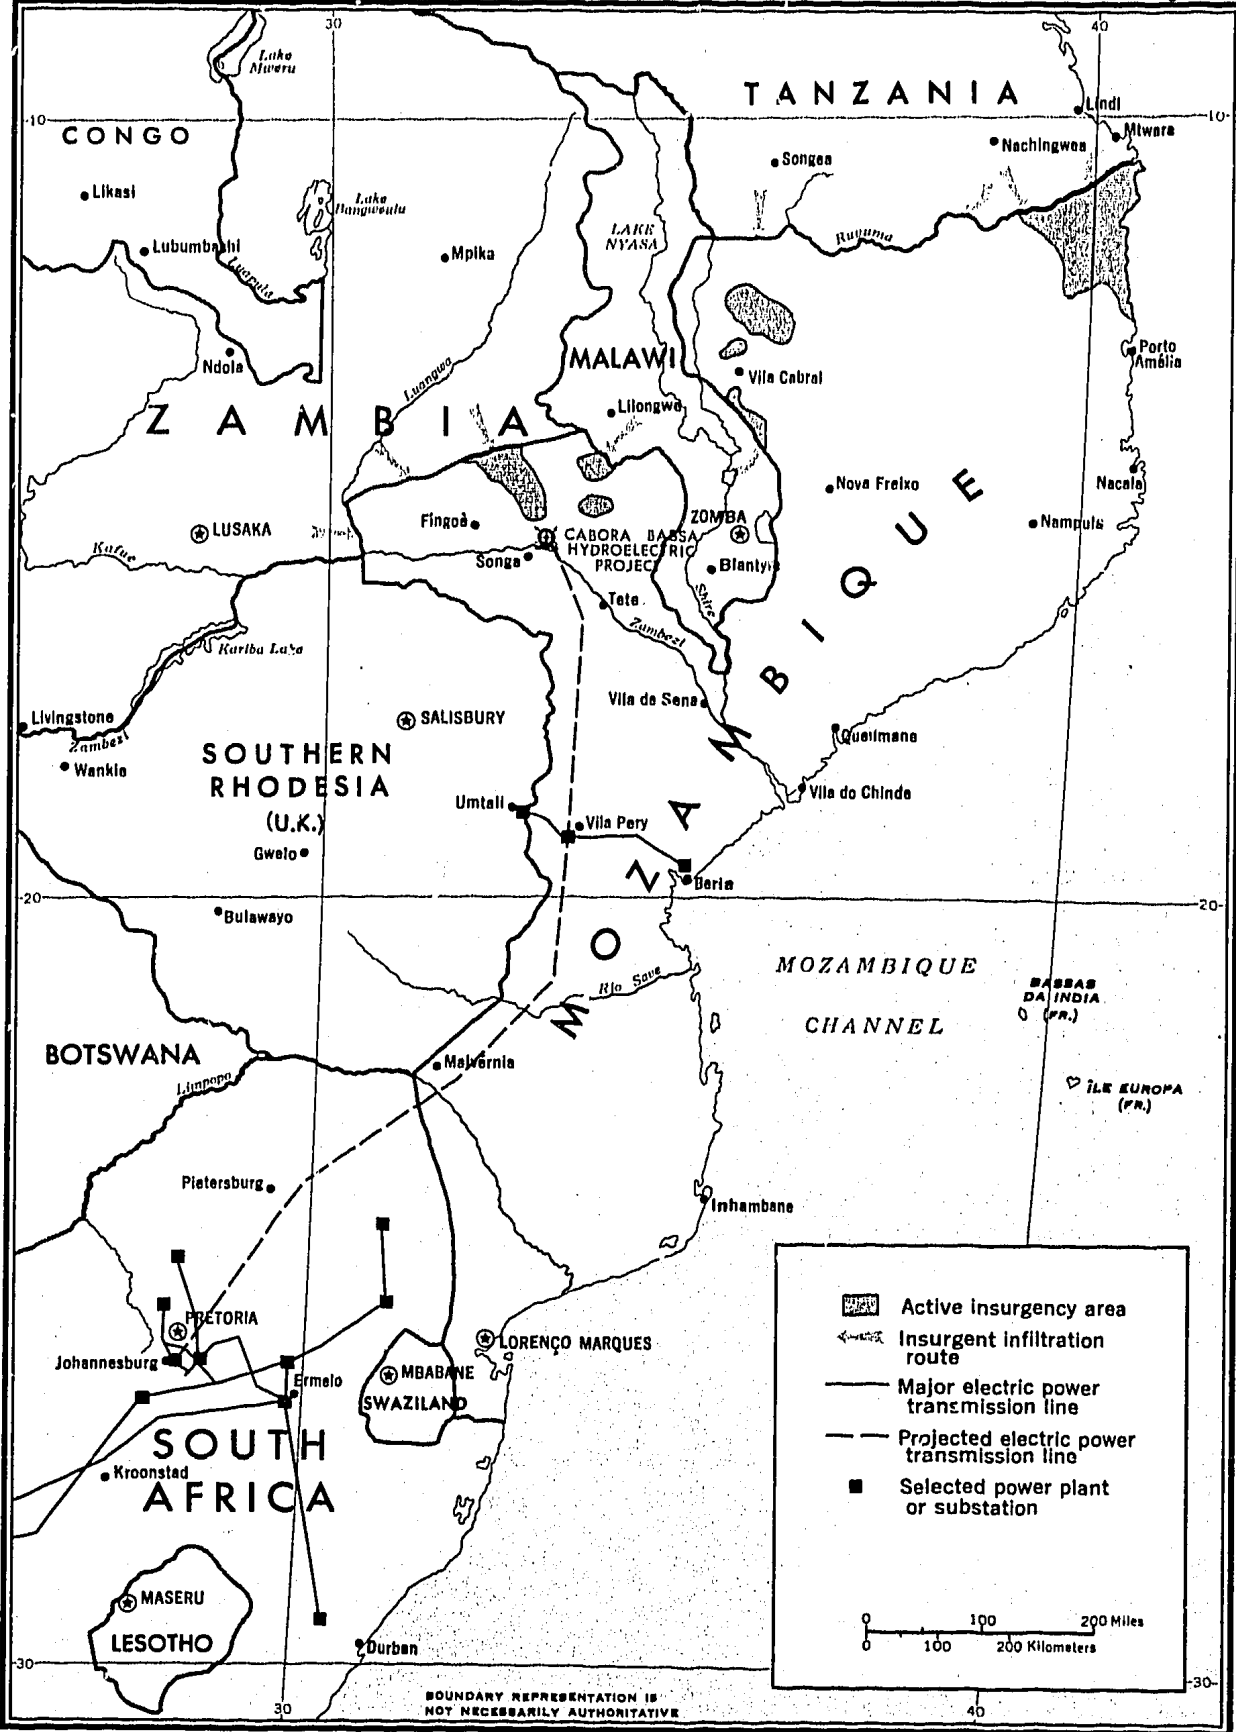 30
40
Lake
Mweru
TANZANIA
Lindi
10
10
CONGO
Mtwara
Nachingwea
Songea
Likasi
Lake
Bangweulu
LAKE
NYASA
Ruvuma
Lubumbashi
Mpika
Luapula
Porto
Amélia
Ndola
MALAWI
Vila Cabral
Luangwa
Lilongwe
ZAMBIA
Nova Freixo
Nacala
Fingoè
ZOMBA
Nampula
LUSAKA
CABORA BASSA
HYDROELECTRIC
PROJECT
Kafue
Songa
Blantyre
Tete
Shire
Zambezi
Kariba Lake
MOZAMBIQUE
Vila de Sena
Livingstone
SALISBURY
Zambezi
Quelimane
SOUTHERN
RHODESIA
(U.K.)
Wankie
Vila do Chinde
Umtali
Vila Pery
Gwelo
Beria
20
20
Bulawayo
MOZAMBIQUE
CHANNEL
Rio Save
BASSAS
DA INDIA
(FR.)
BOTSWANA
Malvernia
Limpopo
ÎLE EUROPA
(FR.)
Pietersburg
Inhambane
PRETORIA
LORENÇO MARQUES
Johannesburg
MBABANE
Ermelo
SWAZILAND
SOUTH
AFRICA
Kroonstad
MASERU
LESOTHO
Durban
30
30
30
40
BOUNDARY REPRESENTATION IS
NOT NECESSARILY AUTHORITATIVE
Active insurgency area
Insurgent infiltration
route
Major electric power
transmission line
Projected electric power
transmission line
Selected power plant
or substation
0 100 200 Miles
0 100 200 Kilometers